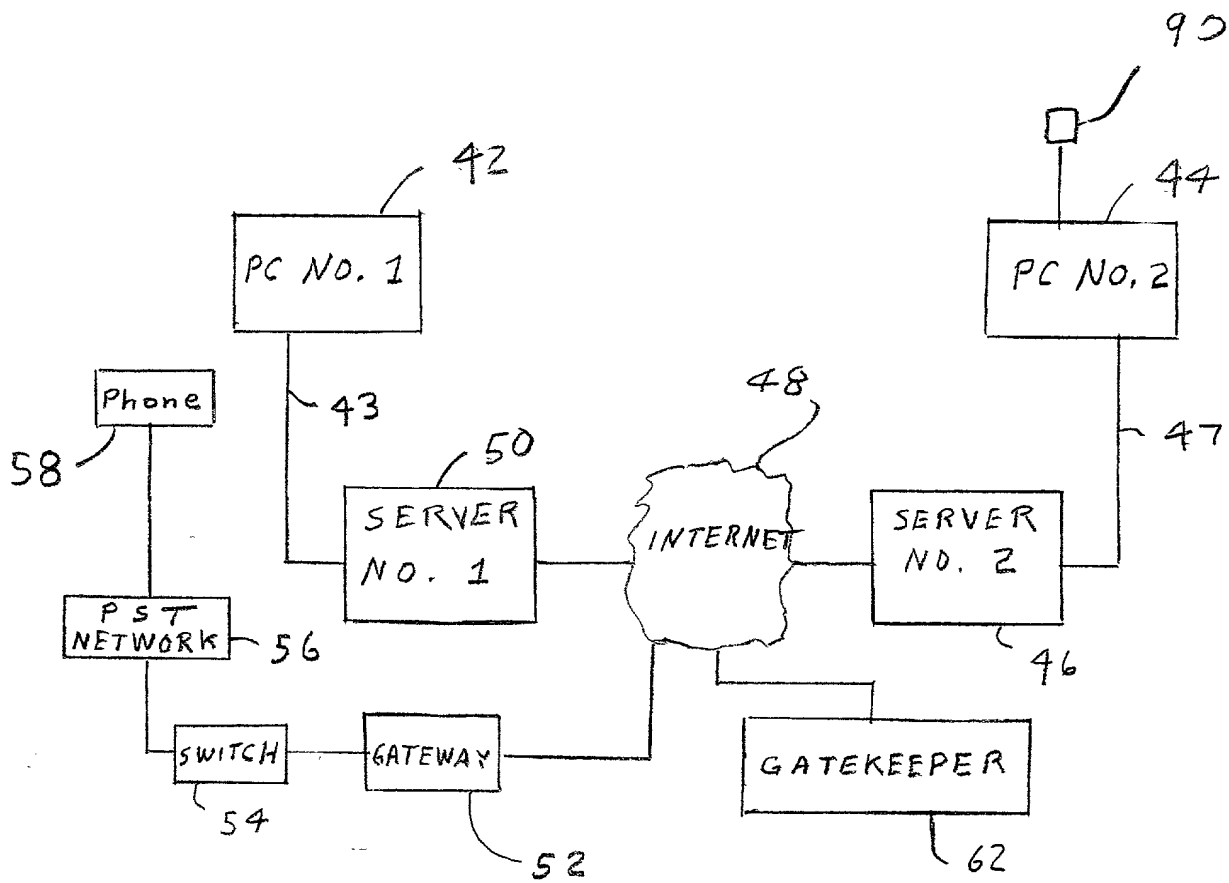 90
42
44
PC NO. 1
PC NO. 2
48
Phone
43
47
58
50
SERVER
NO. 1
INTERNET
SERVER
NO. 2
PST
NETWORK
56
46
SWITCH
GATEWAY
GATEKEEPER
54
52
62